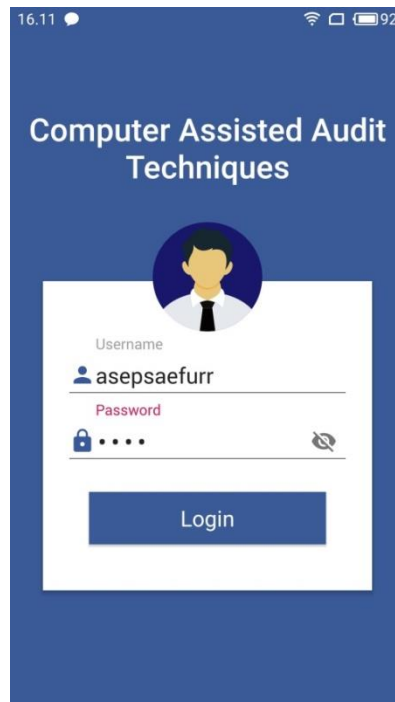 16.11 92
Computer Assisted Audit
Techniques
Username
asepsaefurr
Password
••••
Login